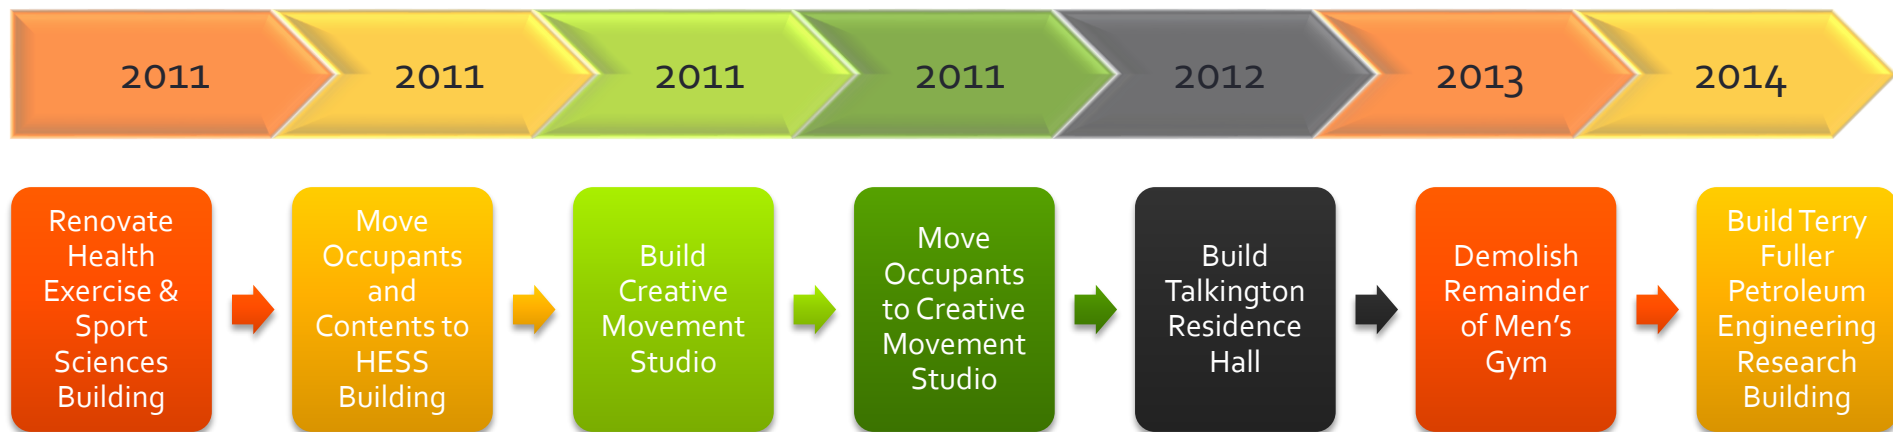 2011
2011
2011
2011
2012
2013
2014
Renovate
Health
Exercise &
Sport
Sciences
Building
Move
Occupants
and
Contents to
HESS
Building
Build
Creative
Movement
Studio
Move
Occupants
to Creative
Movement
Studio
Build
Talkington
Residence
Hall
Demolish
Remainder
of Men’s
Gym
Build Terry
Fuller
Petroleum
Engineering
Research
Building